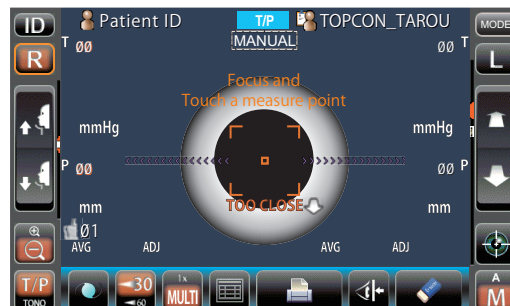 ID
Patient ID
T/P
TOPCON_TAROU
MODE
MANUAL
R
T 00
00 T
L
Focus and
Touch a measure point
mmHg
mmHg
P 00
00 P
TOO CLOSE
mm
mm
01
AVG
ADJ
AVG
ADJ
T/P
TONO
30
60
1x
MULTI
A
M